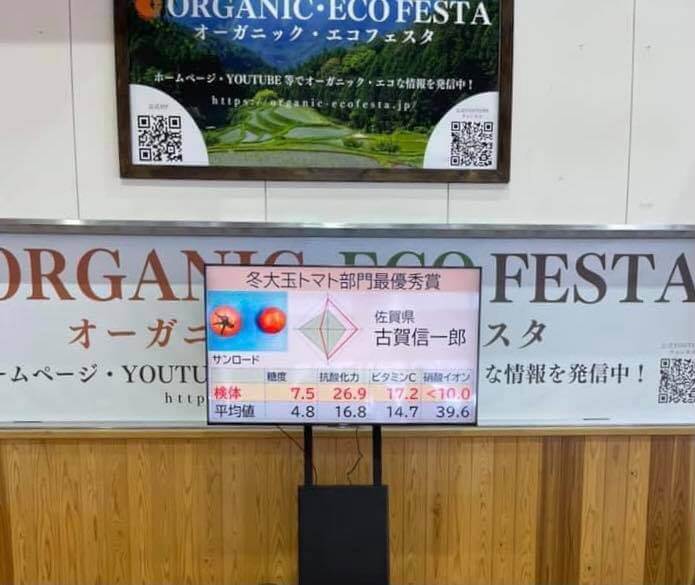 ORGANIC・ECO FESTA
オーガニック・エコフェスタ
ホームページ・YOUTUBE 等でオーガニック・エコな情報を発信中！
https://organic-ecofesta.jp/
ORGANIC・ECO FESTA
冬大玉トマト部門最優秀賞
佐賀県
古賀信一郎
サンロード
糖度 抗酸化力 ビタミンC 硝酸イオン
検体 7.5 26.9 17.2 <10.0
平均値 4.8 16.8 14.7 39.6
オーガニ スタ
ームページ・YOUTU な情報を発信中！
http